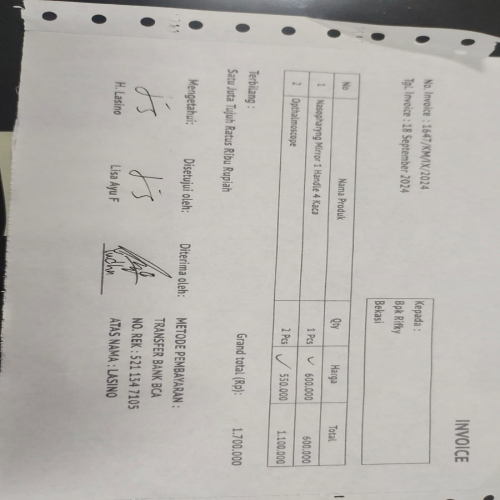 INVOICE
No. Invoice : 1647/KM/IX/2024
Tgl. Invoice : 18 September 2024
Kepada :
Bpk Rifky
Bekasi
No Nama Produk Qty Harga Total
1 Nasopharyng Mirror 1 Handle 4 Kaca 1 Pcs 600.000 600.000
2 Opthalmoscope 2 Pcs 550.000 1.100.000
Grand total (Rp): 1.700.000
Terbilang :
Satu Juta Tujuh Ratus Ribu Rupiah
Mengetahui: Disetujui oleh: Diterima oleh:
H. Lasino Lisa Ayu F Yudha
METODE PEMBAYARAN :
TRANSFER BANK BCA
NO. REK : 521 134 7105
ATAS NAMA : LASINO